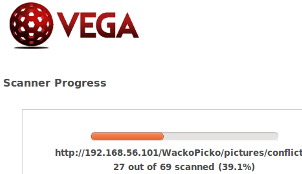 VEGA
Scanner Progress
http://192.168.56.101/WackoPicko/pictures/conflict
27 out of 69 scanned (39.1%)